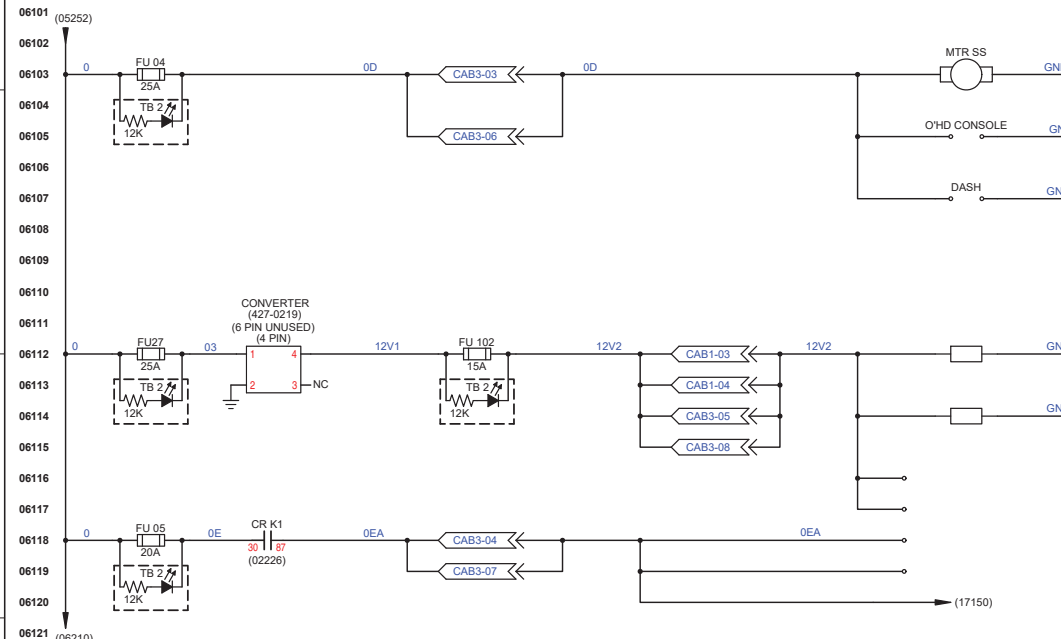 06101 (05252)
06102
FU 04 MTR SS
06103 0 0D CAB3-03 0D GN
25A
06104 TB 2
O'HD CONSOLE
06105 12K CAB3-06 GN
06106
DASH
06107 GN
06108
06109
06110
CONVERTER
(427-0219)
06111 (6 PIN UNUSED)
FU27 (4 PIN) FU 102
06112 0 03 1 4 12V1 12V2 CAB1-03 12V2 GN
25A 15A
06113 TB 2 2 3 NC TB 2 CAB1-04
06114 12K 12K CAB3-05 GN
06115 CAB3-08
06116
06117
FU 05 CR K1
06118 0 0E 0EA CAB3-04 0EA
20A 30 87
(02226)
06119 TB 2 CAB3-07
06120 12K (17150)
06121 (06210)